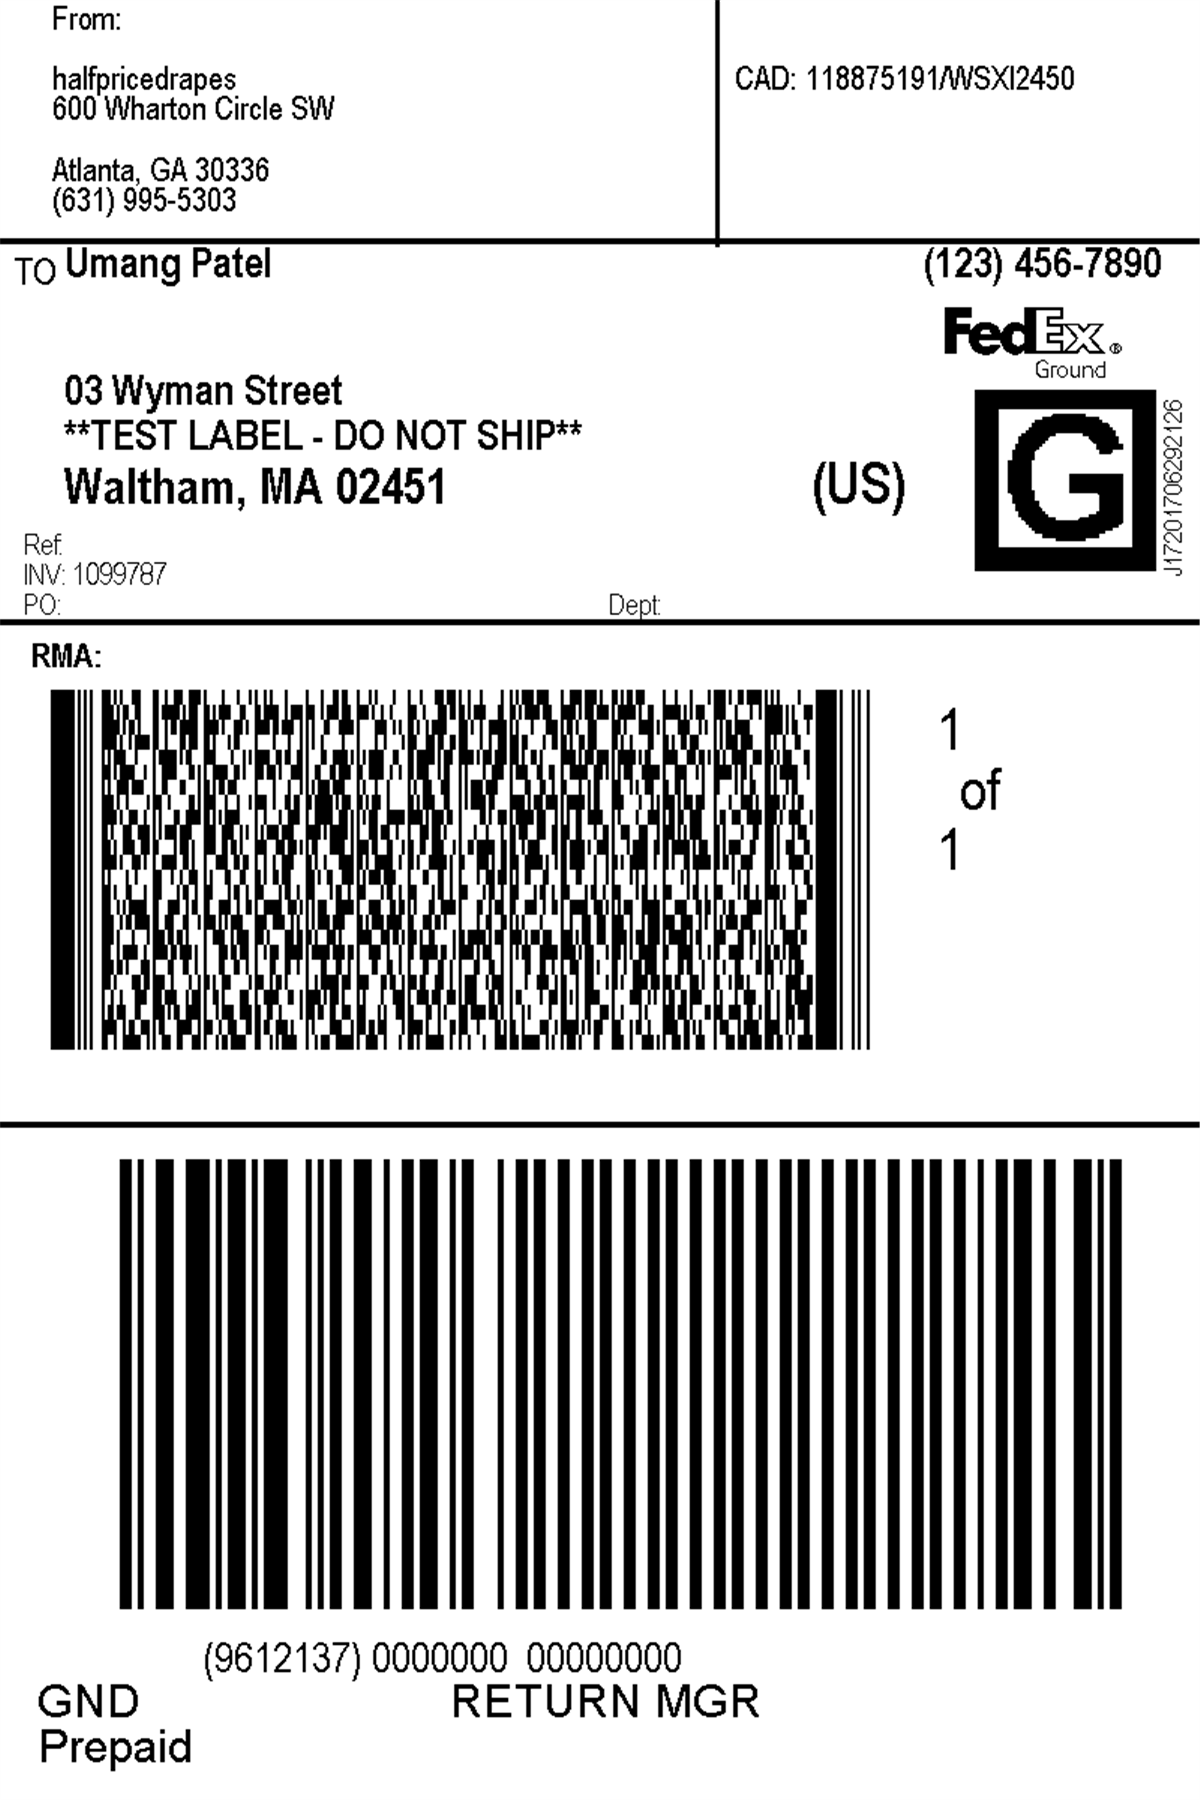 From:
halfpricedrapes
600 Wharton Circle SW
Atlanta, GA 30336
(631) 995-5303
CAD: 118875191/WSXI2450
TO Umang Patel
(123) 456-7890
FedEx®
Ground
03 Wyman Street
**TEST LABEL - DO NOT SHIP**
Waltham, MA 02451
(US)
G
J172017062921​26
Ref:
INV: 1099787
PO:
Dept:
RMA:
1
of
1
(9612137) 0000000 00000000
GND
RETURN MGR
Prepaid